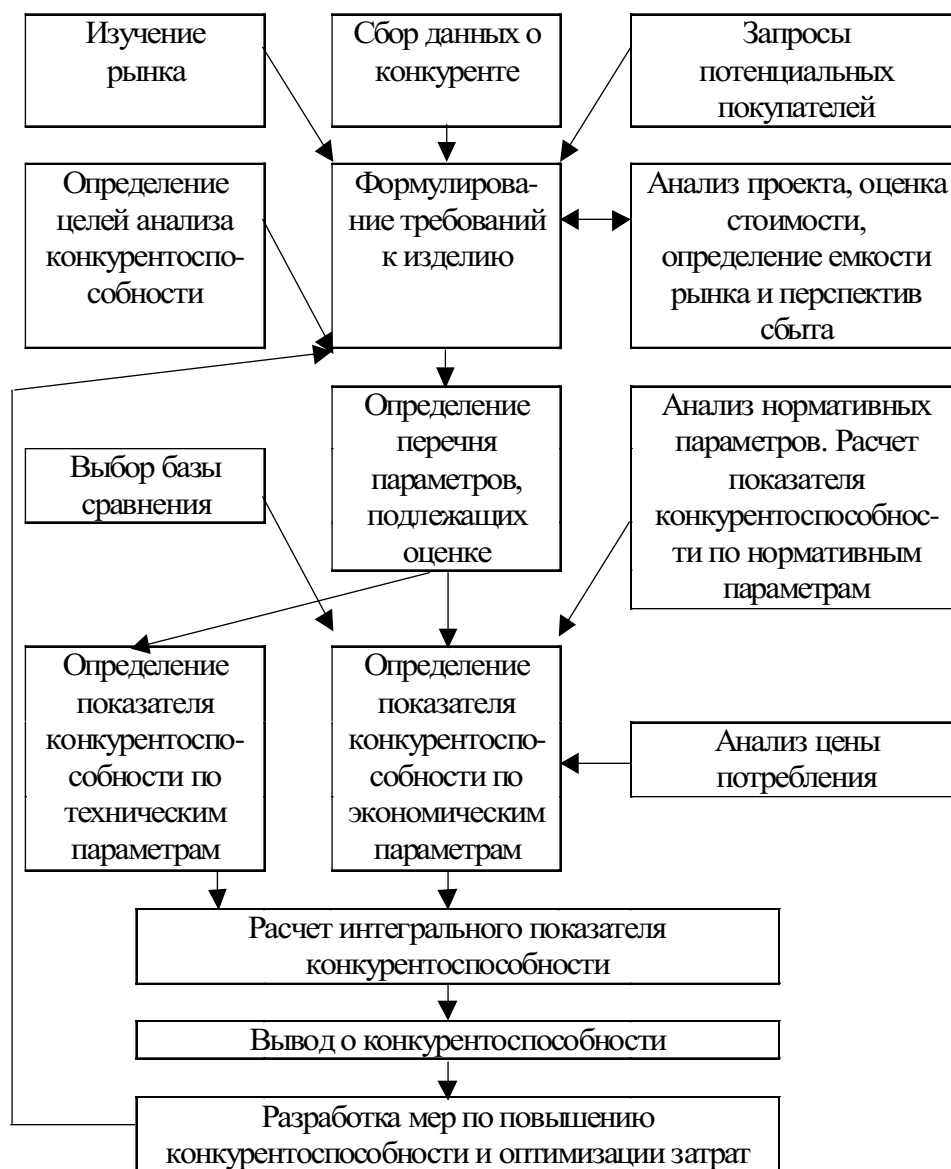 Изучение
рынка
Сбор данных о
конкуренте
Запросы
потенциальных
покупателей
Определение
целей анализа
конкурентоспо-
собности
Формулирова-
ние требований
к изделию
Анализ проекта, оценка
стоимости,
определение емкости
рынка и перспектив
сбыта
Выбор базы
сравнения
Определение
перечня
параметров,
подлежащих
оценке
Анализ нормативных
параметров. Расчет
показателя
конкурентоспособнос-
ти по нормативным
параметрам
Определение
показателя
конкурентоспо-
собности по
техническим
параметрам
Определение
показателя
конкурентоспо-
собности по
экономическим
параметрам
Анализ цены
потребления
Расчет интегрального показателя
конкурентоспособности
Вывод о конкурентоспособности
Разработка мер по повышению
конкурентоспособности и оптимизации затрат